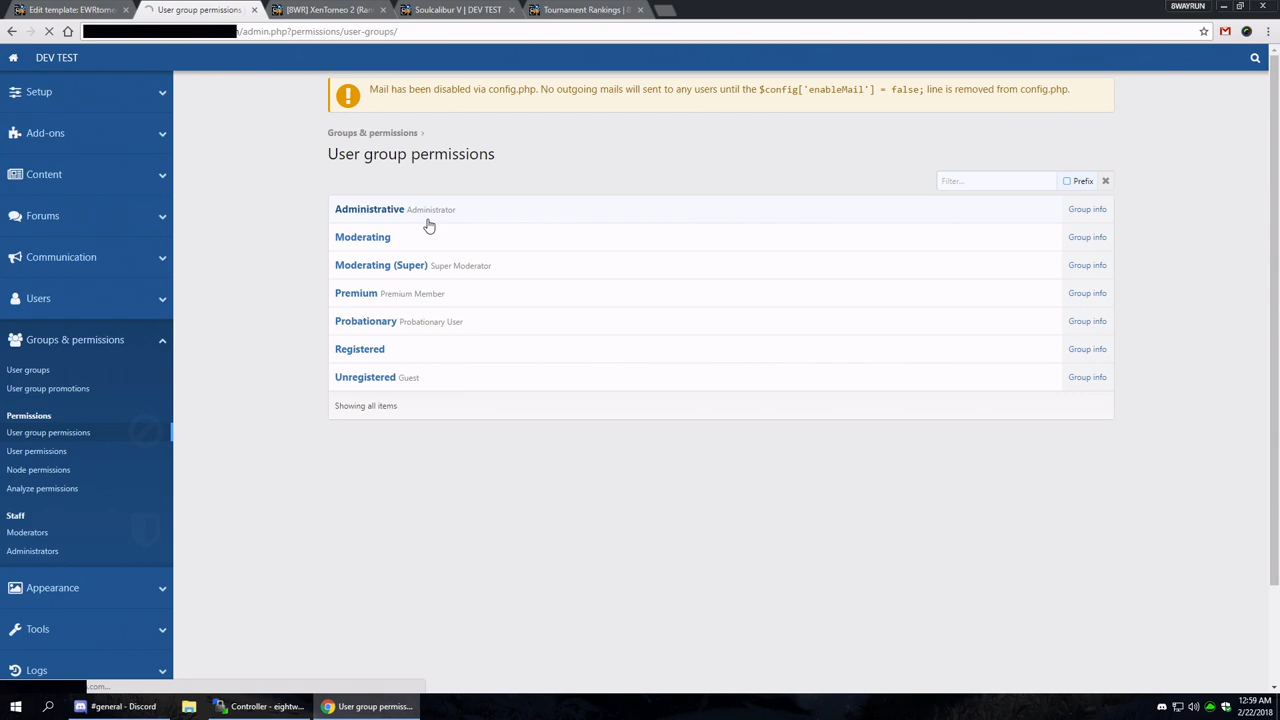 Edit template: EWRtorne
User group permissions
[8WR] XenTomeo 2 (Ran
Soulcalibur V | DEV TEST
Tournament Rankings | 8
8WAYRUN
/admin.php?permissions/user-groups/
DEV TEST
Setup
Add-ons
Content
Forums
Communication
Users
Groups & permissions
User groups
User group promotions
Permissions
User group permissions
User permissions
Node permissions
Analyze permissions
Staff
Moderators
Administrators
Appearance
Tools
Logs
Mail has been disabled via config.php. No outgoing mails will sent to any users until the $config['enableMail'] = false; line is removed from config.php.
Groups & permissions
User group permissions
Filter...
Prefix
Administrative Administrator Group info
Moderating Group info
Moderating (Super) Super Moderator Group info
Premium Premium Member Group info
Probationary Probationary User Group info
Registered Group info
Unregistered Guest Group info
Showing all items
.com...
#general - Discord
Controller - eightw...
User group permiss...
12:59 AM
2/22/2018